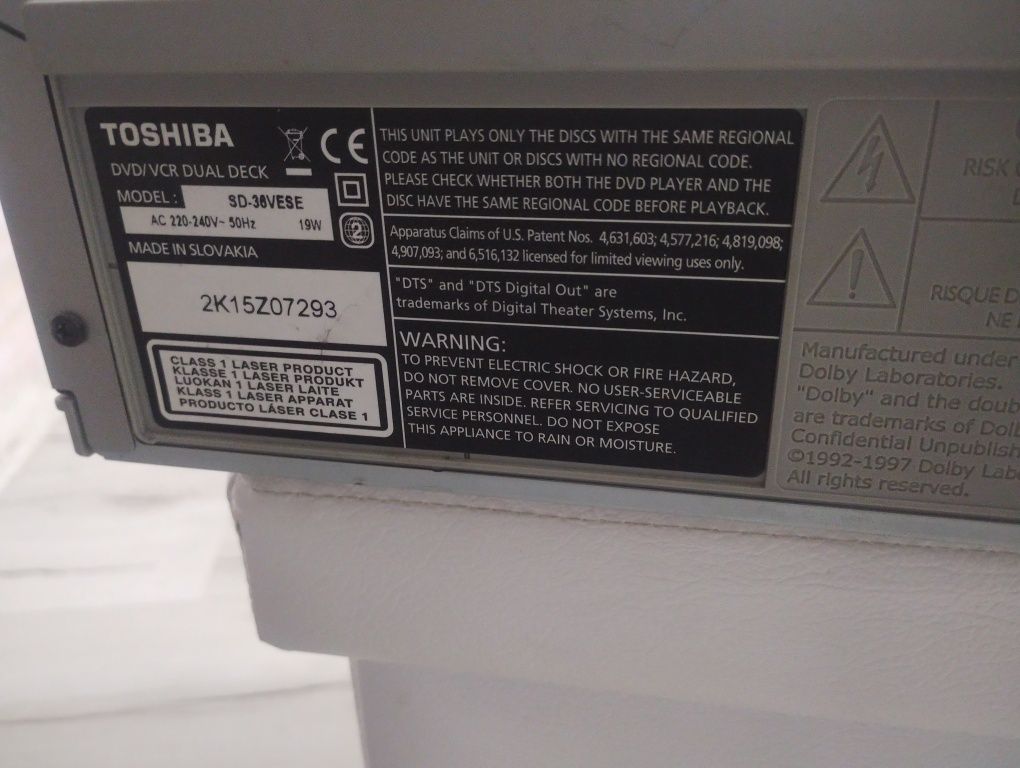 TOSHIBA
DVD/VCR DUAL DECK
MODEL : SD-36VESE
AC 220-240V~ 50Hz 19W
MADE IN SLOVAKIA
2K15Z07293
CLASS 1 LASER PRODUCT
KLASSE 1 LASER PRODUKT
LUOKAN 1 LASER LAITE
KLASS 1 LASER APPARAT
PRODUCTO LÁSER CLASE 1
CE
2
THIS UNIT PLAYS ONLY THE DISCS WITH THE SAME REGIONAL
CODE AS THE UNIT OR DISCS WITH NO REGIONAL CODE.
PLEASE CHECK WHETHER BOTH THE DVD PLAYER AND THE
DISC HAVE THE SAME REGIONAL CODE BEFORE PLAYBACK.
Apparatus Claims of U.S. Patent Nos. 4,631,603; 4,577,216; 4,819,098;
4,907,093; and 6,516,132 licensed for limited viewing uses only.
"DTS" and "DTS Digital Out" are
trademarks of Digital Theater Systems, Inc.
WARNING:
TO PREVENT ELECTRIC SHOCK OR FIRE HAZARD,
DO NOT REMOVE COVER. NO USER-SERVICEABLE
PARTS ARE INSIDE. REFER SERVICING TO QUALIFIED
SERVICE PERSONNEL. DO NOT EXPOSE
THIS APPLIANCE TO RAIN OR MOISTURE.
RISK
RISQUE D
NE
Manufactured under
Dolby Laboratories.
"Dolby" and the doub
are trademarks of Dol
Confidential Unpublish
©1992-1997 Dolby Lab
All rights reserved.